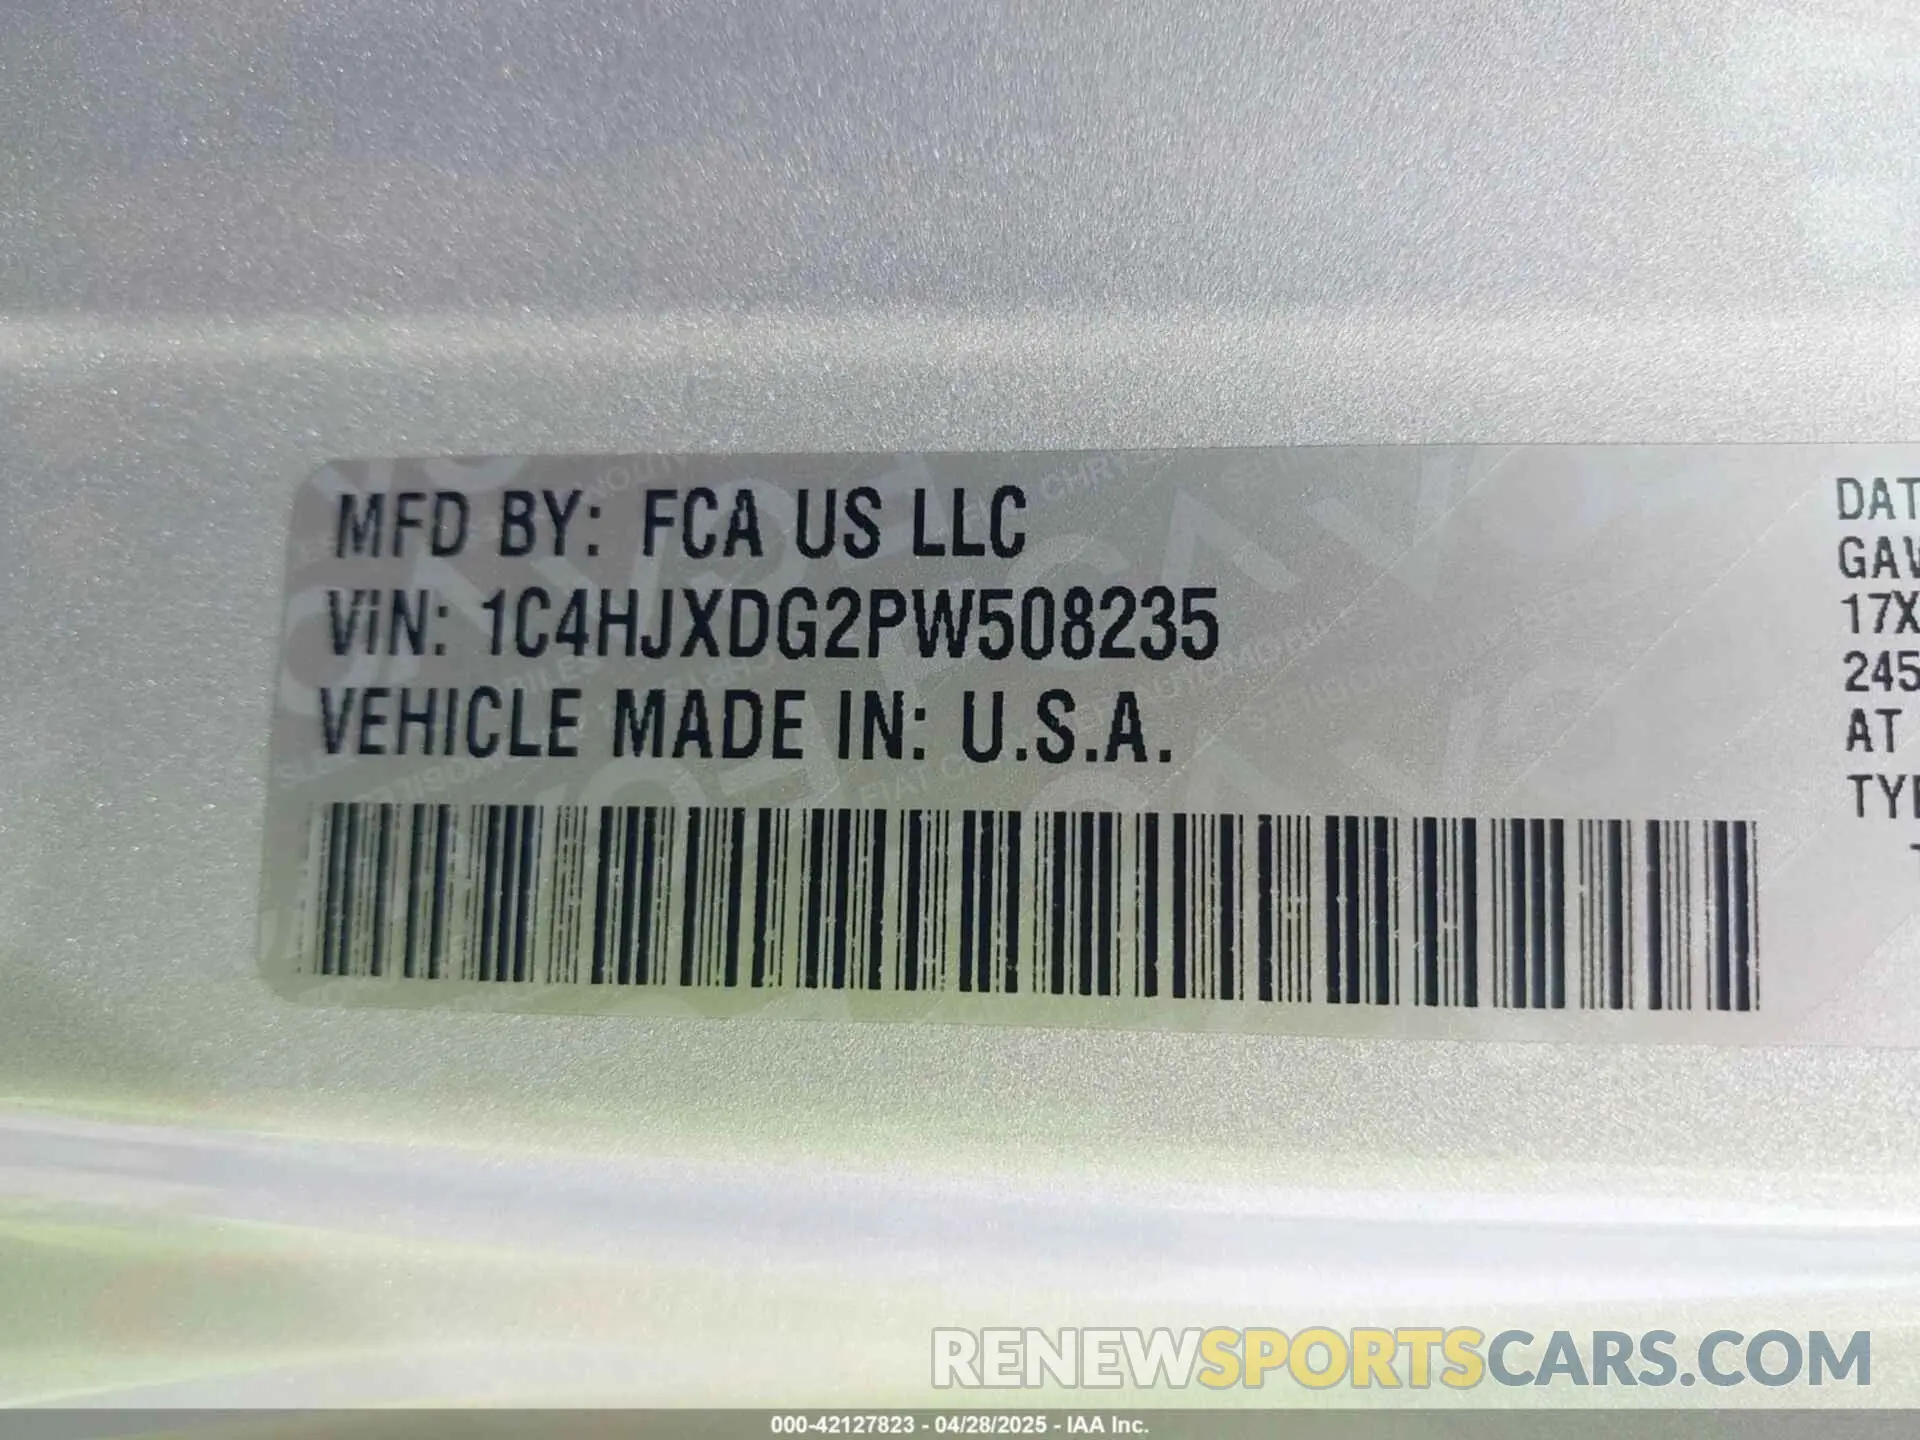 MFD BY: FCA US LLC
VIN: 1C4HJXDG2PW508235
VEHICLE MADE IN: U.S.A.
DAT
GAV
17X
245
AT
TYP
RENEWSPORTSCARS.COM
000-42127823 - 04/28/2025 - IAA Inc.